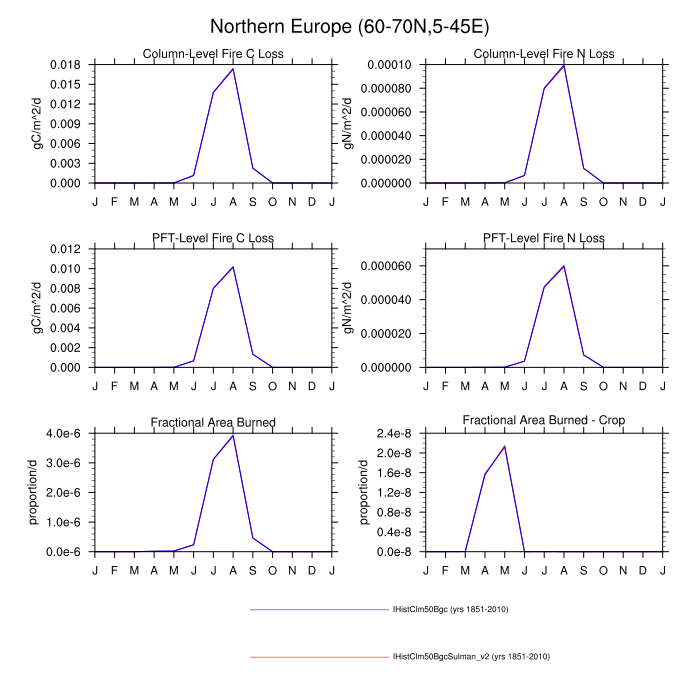 Northern Europe (60-70N,5-45E)
Column-Level Fire C Loss
gC/m^2/d
0.018
0.015
0.012
0.009
0.006
0.003
0.000
J F M A M J J A S O N D J
Column-Level Fire N Loss
gN/m^2/d
0.00010
0.000080
0.000060
0.000040
0.000020
0.000000
J F M A M J J A S O N D J
PFT-Level Fire C Loss
gC/m^2/d
0.012
0.010
0.008
0.006
0.004
0.002
0.000
J F M A M J J A S O N D J
PFT-Level Fire N Loss
gN/m^2/d
0.000060
0.000040
0.000020
0.000000
J F M A M J J A S O N D J
Fractional Area Burned
proportion/d
4.0e-6
3.0e-6
2.0e-6
1.0e-6
0.0e-6
J F M A M J J A S O N D J
Fractional Area Burned - Crop
proportion/d
2.4e-8
2.0e-8
1.6e-8
1.2e-8
0.8e-8
0.4e-8
0.0e-8
J F M A M J J A S O N D J
IHistClm50Bgc (yrs 1851-2010)
IHistClm50BgcSulman_v2 (yrs 1851-2010)